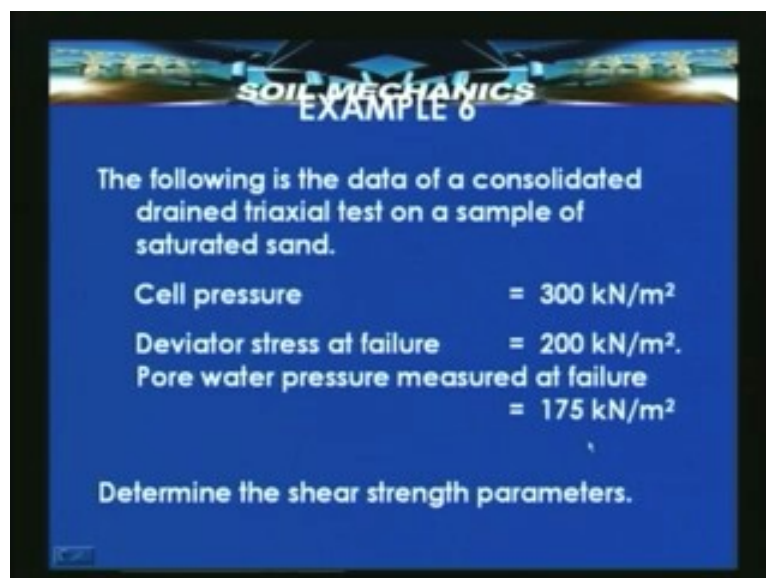 SOIL MECHANICS
EXAMPLE 6
The following is the data of a consolidated
drained triaxial test on a sample of
saturated sand.
Cell pressure = 300 kN/m²
Deviator stress at failure = 200 kN/m².
Pore water pressure measured at failure
= 175 kN/m²
Determine the shear strength parameters.